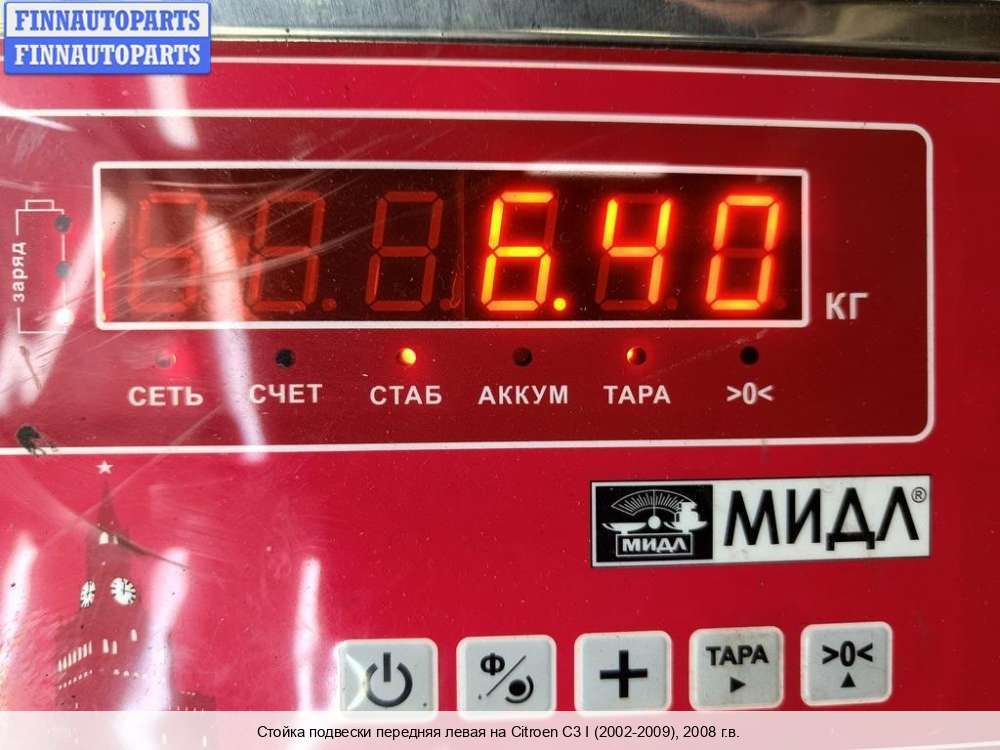 FINNAUTOPARTS
FINNAUTOPARTS
заряд
6.40
КГ
СЕТЬ СЧЕТ СТАБ АККУМ ТАРА >0<
МИДЛ МИДЛ®
Ф ТАРА >0<
Стойка подвески передняя левая на Citroen C3 I (2002-2009), 2008 г.в.